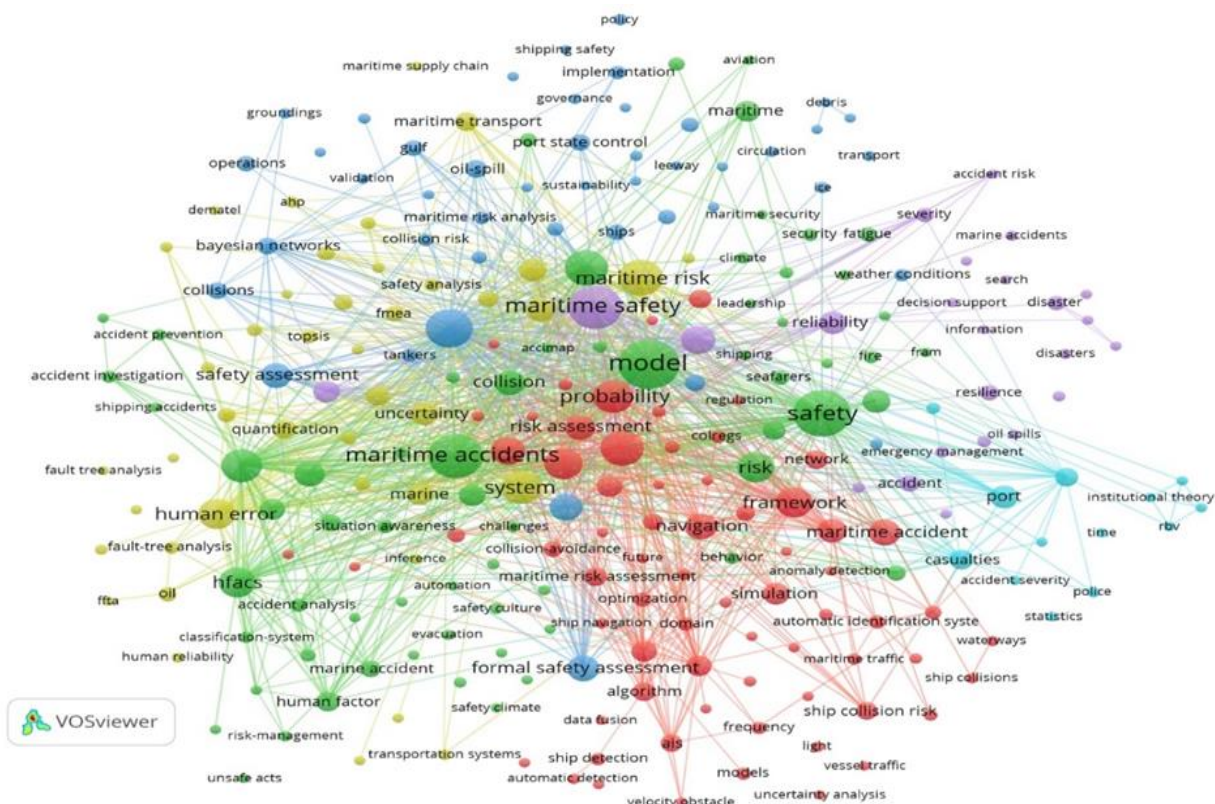 policy
shipping safety
aviation
maritime supply chain
implementation
governance
maritime
debris
groundings
maritime transport
port state control
gulf
operations
oil-spill
leeway
circulation
transport
validation
sustainability
ice
accident risk
dematel
ahp
maritime risk analysis
ships
maritime security
severity
bayesian networks
collision risk
security fatigue
marine accidents
climate
safety analysis
maritime risk
weather conditions
search
collisions
leadership
decision support
disaster
maritime safety
fmea
reliability
information
accident prevention
topsis
accimap
shipping
fire
fram
disasters
tankers
model
accident investigation
safety assessment
collision
seafarers
probability
regulation
resilience
shipping accidents
uncertainty
safety
quantification
risk assessment
colregs
oil spills
maritime accidents
network
emergency management
fault tree analysis
risk
accident
marine
system
port
institutional theory
human error
framework
situation awareness
challenges
navigation
maritime accident
time
rbv
fault-tree analysis
collision-avoidance
inference
future
behavior
casualties
hfacs
maritime risk assessment
anomaly detection
accident severity
ffta
oil
automation
optimization
simulation
police
accident analysis
safety culture
ship navigation
domain
automatic identification syste
statistics
classification-system
evacuation
waterways
human reliability
marine accident
formal safety assessment
maritime traffic
ship collisions
algorithm
human factor
safety climate
ship collision risk
data fusion
frequency
VOSviewer
risk-management
ais
light
transportation systems
ship detection
vessel traffic
unsafe acts
automatic detection
models
uncertainty analysis
velocity obstacle